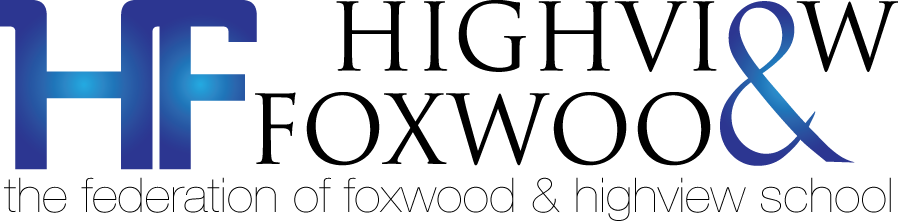 HF
HIGHVI&W
FOXWOO
the federation of foxwood & highview school